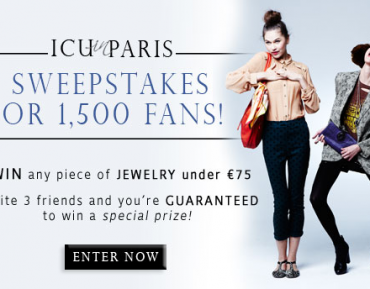 ICU in PARIS
SWEEPSTAKES
OR 1,500 FANS!
WIN any piece of JEWELRY under €75
ite 3 friends and you're GUARANTEED
to win a special prize!
ENTER NOW